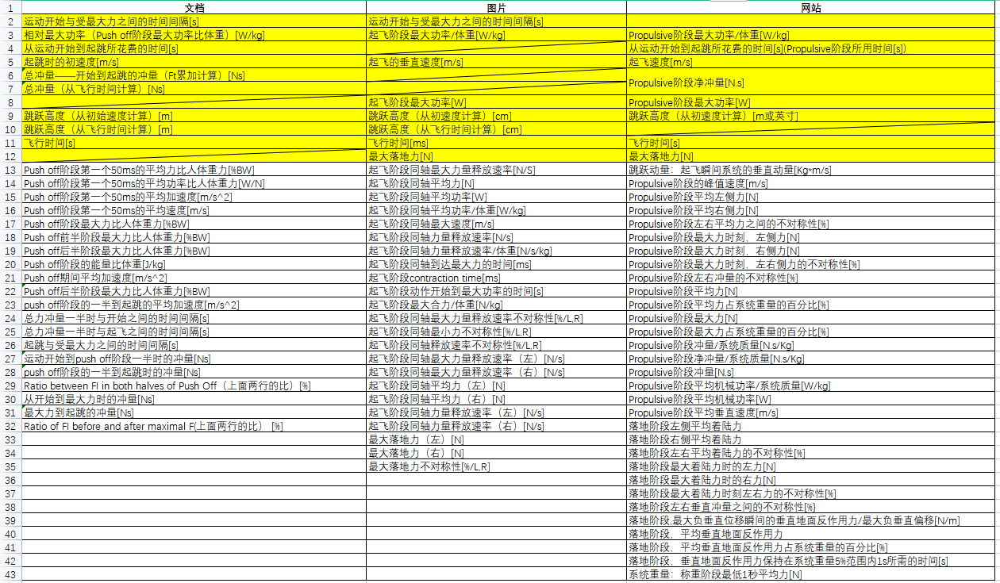 文档 图片 网站
1
2 运动开始与受最大力之间的时间间隔[s] 运动开始与受最大力之间的时间间隔[s]
3 相对最大功率（Push off阶段最大功率比体重）[W/kg] 起飞阶段最大功率/体重[W/kg] Propulsive阶段最大功率/体重[W/kg]
4 从运动开始到起跳所花费的时间[s] 从运动开始到起跳所花费的时间[s](Propulsive阶段所用时间[s])
5 起跳时的初速度[m/s] 起飞的垂直速度[m/s] 起飞速度[m/s]
6 总冲量——开始到起跳的冲量（Ft累加计算）[Ns] Propulsive阶段净冲量[N.s]
7 总冲量（从飞行时间计算）[Ns]
8 起飞阶段最大功率[W] Propulsive阶段最大功率[W]
9 跳跃高度（从初始速度计算）[m] 跳跃高度（从初速度计算）[cm] 跳跃高度（从初速度计算）[m或英寸]
10 跳跃高度（从飞行时间计算）[m] 跳跃高度（从飞行时间计算）[cm]
11 飞行时间[s] 飞行时间[ms] 飞行时间[s]
12 最大落地力[N] 最大落地力[N]
13 Push off阶段第一个50ms的平均力比人体重力[%BW] 起飞阶段同轴最大力量释放速率[N/S] 跳跃动量：起飞瞬间系统的垂直动量[Kg*m/s]
14 Push off阶段第一个50ms的平均功率比人体重力[W/N] 起飞阶段同轴平均力[N] Propulsive阶段的峰值速度[m/s]
15 Push off阶段第一个50ms的平均加速度[m/s^2] 起飞阶段同轴平均功率[W] Propulsive阶段平均左侧力[N]
16 Push off阶段第一个50ms的平均速度[m/s] 起飞阶段同轴平均功率/体重[W/kg] Propulsive阶段平均右侧力[N]
17 Push off阶段最大力比人体重力[%BW] 起飞阶段同轴最大速度[m/s] Propulsive阶段左右平均力之间的不对称性[%]
18 Push off前半阶段最大力比人体重力[%BW] 起飞阶段同轴力量释放速率[N/s] Propulsive阶段最大力时刻，左侧力[N]
19 Push off后半阶段最大力比人体重力[%BW] 起飞阶段同轴力量释放速率/体重[N/s/kg] Propulsive阶段最大力时刻，右侧力[N]
20 Push off阶段的能量比体重[J/kg] 起飞阶段同轴到达最大力的时间[ms] Propulsive阶段最大力时刻，左右侧力的不对称性[%]
21 Push off期间平均加速度[m/s^2] 起飞阶段contraction time[ms] Propulsive阶段左右冲量的不对称性[%]
22 Push off后半阶段最大力比人体重力[%BW] 起飞阶段动作开始到最大功率的时间[s] Propulsive阶段平均力[N]
23 push off阶段的一半到起跳的平均加速度[m/s^2] 起飞阶段最大合力/体重[N/kg] Propulsive阶段平均力占系统重量的百分比[%]
24 总力冲量一半时与开始之间的时间间隔[s] 起飞阶段同轴最大力量释放速率不对称性[%/L,R] Propulsive阶段最大力[N]
25 总力冲量一半时与起飞之间的时间间隔[s] 起飞阶段同轴最小力不对称性[%/L,R] Propulsive阶段最大力占系统重量的百分比[%]
26 起跳与受最大力之间的时间间隔[s] 起飞阶段同轴释放速率不对称性[%/L,R] Propulsive阶段冲量/系统质量[N.s/Kg]
27 运动开始到push off阶段一半时的冲量[Ns] 起飞阶段同轴最大力量释放速率（左）[N/s] Propulsive阶段净冲量/系统质量[N.s/Kg]
28 push off阶段的一半到起跳时的冲量[Ns] 起飞阶段同轴最大力量释放速率（右）[N/s] Propulsive阶段冲量[N.s]
29 Ratio between FI in both halves of Push Off（上面两行的比）[%] 起飞阶段同轴平均力（左）[N] Propulsive阶段平均机械功率/系统质量[W/kg]
30 从开始到最大力时的冲量[Ns] 起飞阶段同轴平均力（右）[N] Propulsive阶段平均机械功率[W]
31 最大力到起跳的冲量[Ns] 起飞阶段同轴力量释放速率（左）[N/s] Propulsive阶段平均垂直速度[m/s]
32 Ratio of FI before and after maximal F(上面两行的比） [%] 起飞阶段同轴力量释放速率（右）[N/s] 落地阶段左侧平均着陆力
33 最大落地力（左）[N] 落地阶段右侧平均着陆力
34 最大落地力（右）[N] 落地阶段左右平均着陆力的不对称性[%]
35 最大落地力不对称性[%/L,R] 落地阶段最大着陆力时的左力[N]
36 落地阶段最大着陆力时的右力[N]
37 落地阶段最大着陆力时刻左右力的不对称性[%]
38 落地阶段左右垂直冲量之间的不对称性[%}
39 落地阶段,最大负垂直位移瞬间的垂直地面反作用力/最大负垂直偏移[N/m]
40 落地阶段，平均垂直地面反作用力
41 落地阶段，平均垂直地面反作用力占系统重量的百分比[%]
42 落地阶段，垂直地面反作用力保持在系统重量5%范围内1s所需的时间[s]
43 系统重量：称重阶段最低1秒平均力[N]